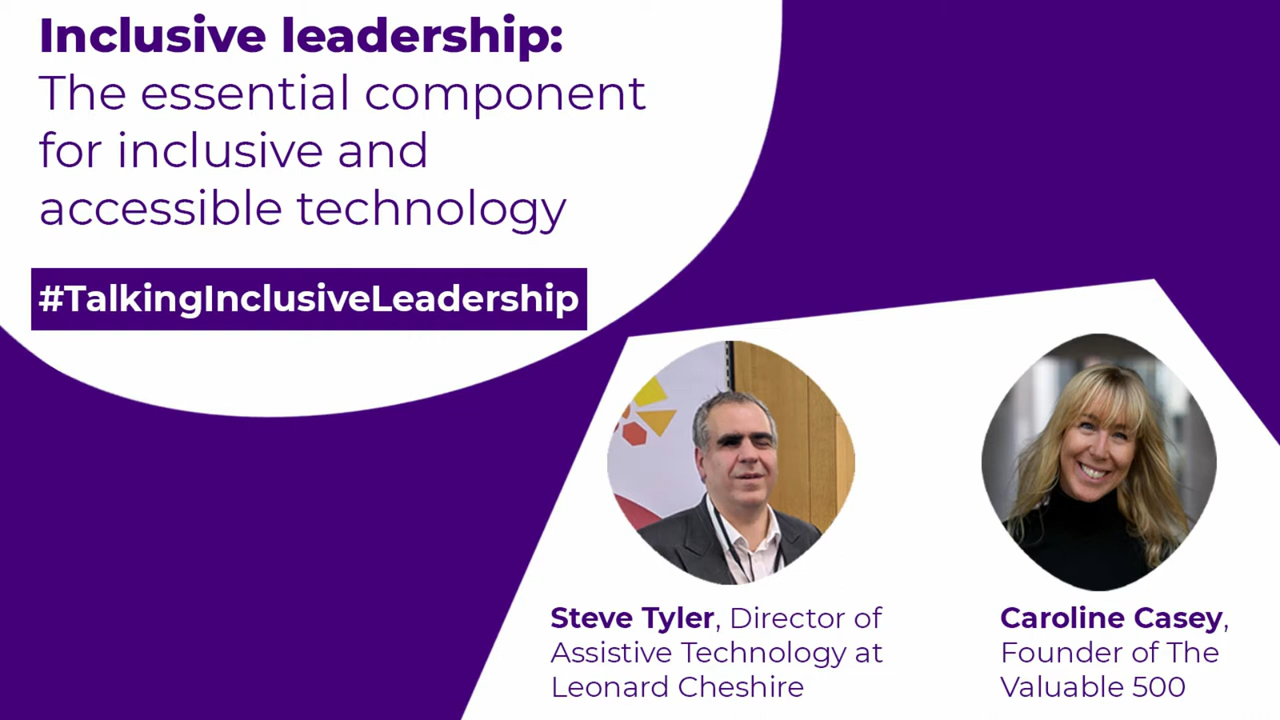 Inclusive leadership:
The essential component
for inclusive and
accessible technology
#TalkingInclusiveLeadership
Steve Tyler, Director of
Assistive Technology at
Leonard Cheshire
Caroline Casey,
Founder of The
Valuable 500